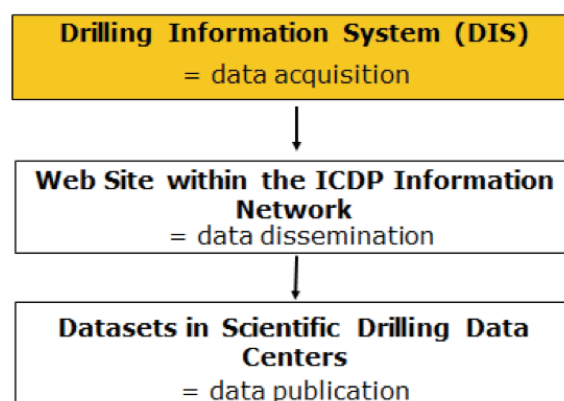 Drilling Information System (DIS)
= data acquisition
Web Site within the ICDP Information
Network
= data dissemination
Datasets in Scientific Drilling Data
Centers
= data publication